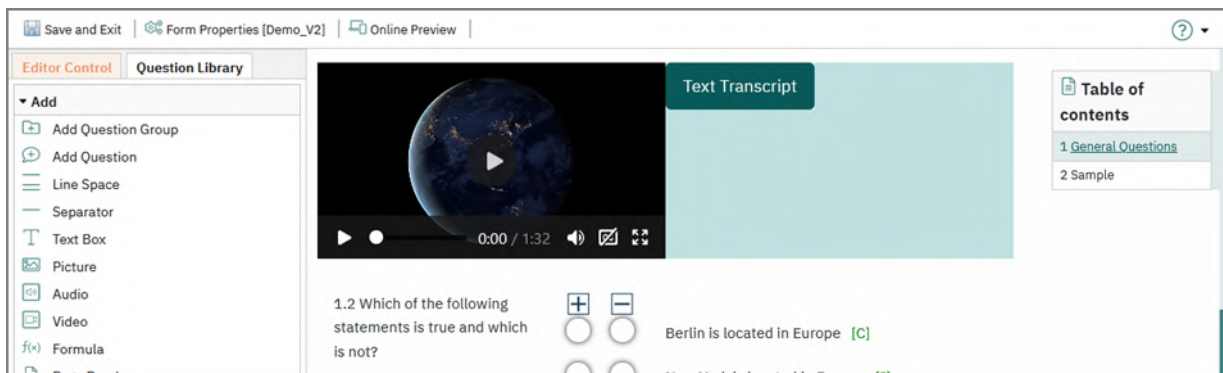 Save and Exit
Form Properties [Demo_V2]
Online Preview
?
Editor Control
Question Library
Add
Add Question Group
Add Question
Line Space
Separator
Text Box
Picture
Audio
Video
f(x) Formula
Text Transcript
0:00 / 1:32
1.2 Which of the following
statements is true and which
is not?
Berlin is located in Europe [C]
Table of
contents
1 General Questions
2 Sample